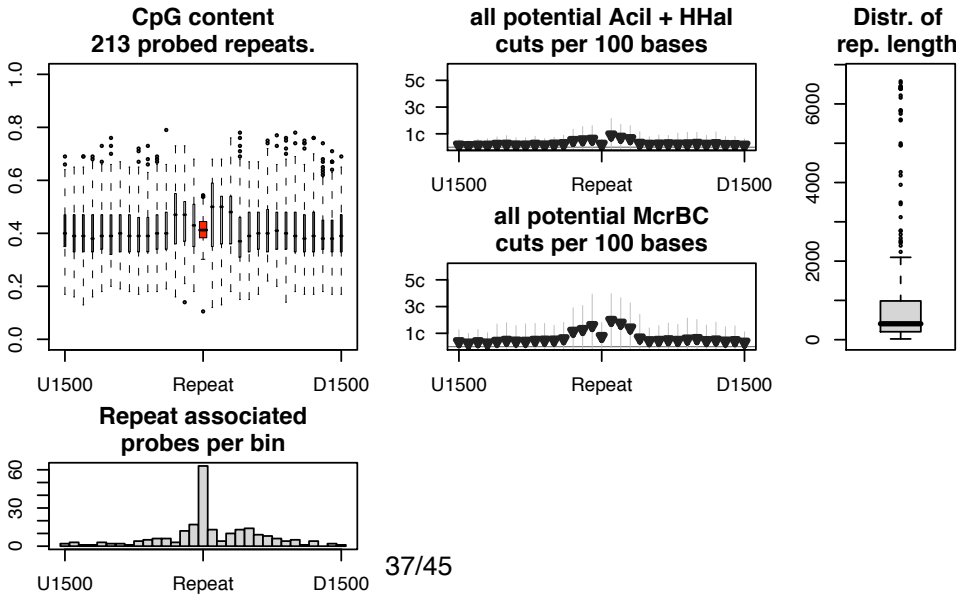 CpG content
213 probed repeats.
1.0
0.8
0.6
0.4
0.2
0.0
U1500 Repeat D1500
all potential AciI + HHaI
cuts per 100 bases
5c
3c
1c
U1500 Repeat D1500
all potential McrBC
cuts per 100 bases
5c
3c
1c
U1500 Repeat D1500
Distr. of
rep. length
6000
4000
2000
0
Repeat associated
probes per bin
60
30
0
U1500 Repeat D1500
37/45